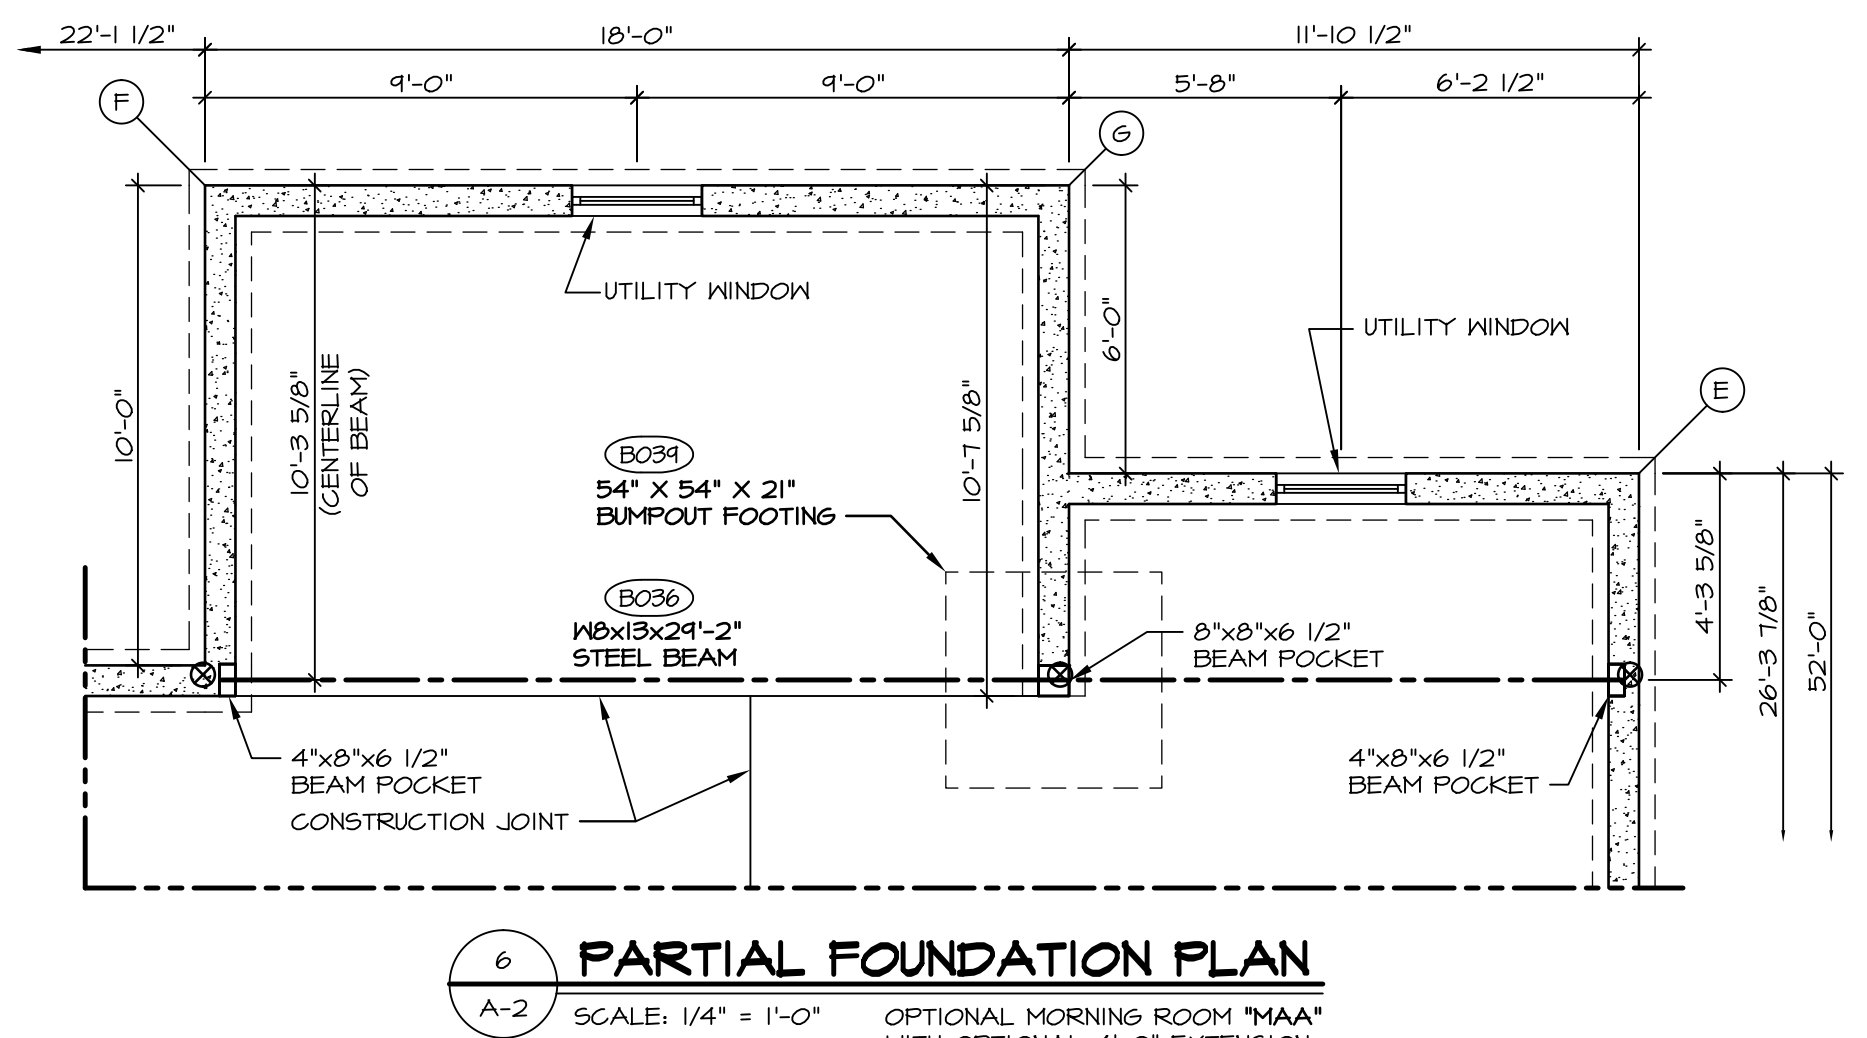 22'-1 1/2"
18'-0"
11'-10 1/2"
9'-0"
9'-0"
5'-8"
6'-2 1/2"
F
G
UTILITY WINDOW
UTILITY WINDOW
6'-0"
E
10'-0"
10'-3 5/8"
(CENTERLINE
OF BEAM)
10'-7 5/8"
B039
54" X 54" X 21"
BUMPOUT FOOTING
B036
W8x13x29'-2"
STEEL BEAM
8"x8"x6 1/2"
BEAM POCKET
4'-3 5/8"
26'-3 7/8"
52'-0"
4"x8"x6 1/2"
BEAM POCKET
4"x8"x6 1/2"
BEAM POCKET
CONSTRUCTION JOINT
6
A-2
PARTIAL FOUNDATION PLAN
SCALE: 1/4" = 1'-0"
OPTIONAL MORNING ROOM "MAA"
WITH OPTIONAL EXTENSION